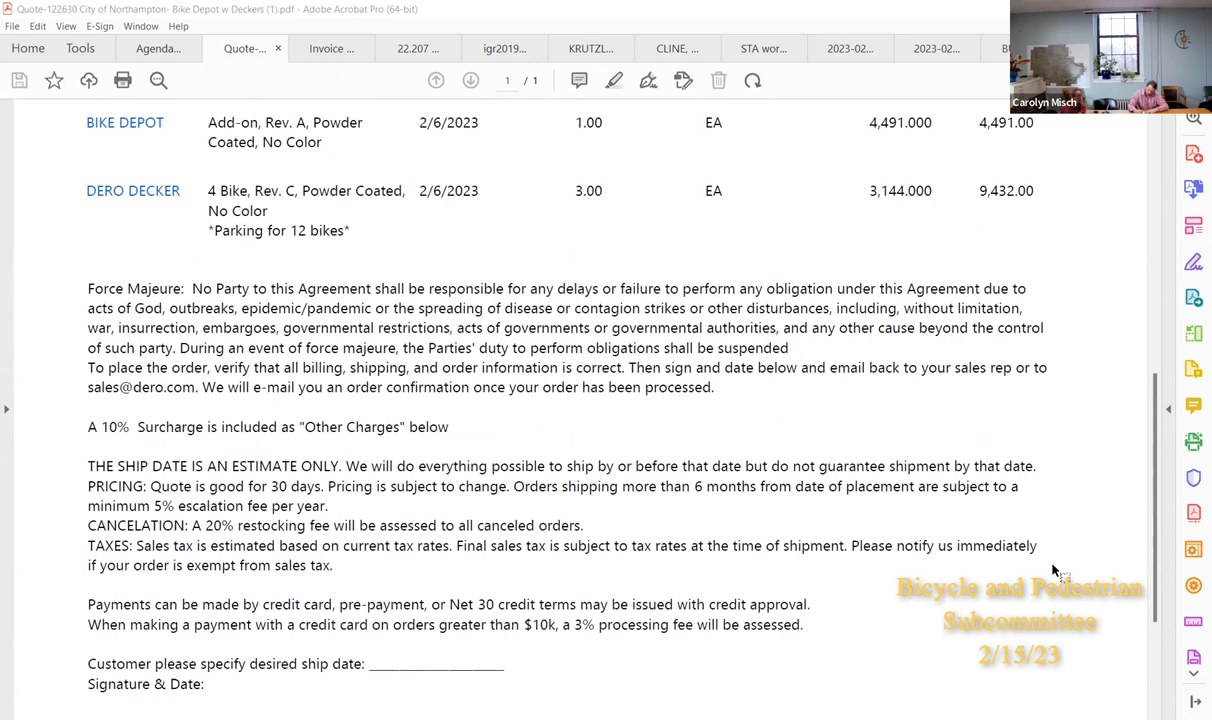 Quote-122630 City of Northampton- Bike Depot w Deckers (1).pdf - Adobe Acrobat Pro (64-bit)
File Edit View E-Sign Window Help
Home Tools Agenda... Quote-... × Invoice ... 22.207 ... igr2019... KRUTZL... CLINE, ... STA wor... 2023-02... 2023-02...
1 / 1
Carolyn Misch
BIKE DEPOT Add-on, Rev. A, Powder 2/6/2023 1.00 EA 4,491.000 4,491.00
Coated, No Color
DERO DECKER 4 Bike, Rev. C, Powder Coated, 2/6/2023 3.00 EA 3,144.000 9,432.00
No Color
*Parking for 12 bikes*
Force Majeure: No Party to this Agreement shall be responsible for any delays or failure to perform any obligation under this Agreement due to
acts of God, outbreaks, epidemic/pandemic or the spreading of disease or contagion strikes or other disturbances, including, without limitation,
war, insurrection, embargoes, governmental restrictions, acts of governments or governmental authorities, and any other cause beyond the control
of such party. During an event of force majeure, the Parties' duty to perform obligations shall be suspended
To place the order, verify that all billing, shipping, and order information is correct. Then sign and date below and email back to your sales rep or to
sales@dero.com. We will e-mail you an order confirmation once your order has been processed.
A 10% Surcharge is included as "Other Charges" below
THE SHIP DATE IS AN ESTIMATE ONLY. We will do everything possible to ship by or before that date but do not guarantee shipment by that date.
PRICING: Quote is good for 30 days. Pricing is subject to change. Orders shipping more than 6 months from date of placement are subject to a
minimum 5% escalation fee per year.
CANCELATION: A 20% restocking fee will be assessed to all canceled orders.
TAXES: Sales tax is estimated based on current tax rates. Final sales tax is subject to tax rates at the time of shipment. Please notify us immediately
if your order is exempt from sales tax.
Payments can be made by credit card, pre-payment, or Net 30 credit terms may be issued with credit approval.
When making a payment with a credit card on orders greater than $10k, a 3% processing fee will be assessed.
Customer please specify desired ship date: ____________________
Signature & Date:
Bicycle and Pedestrian
Subcommittee
2/15/23